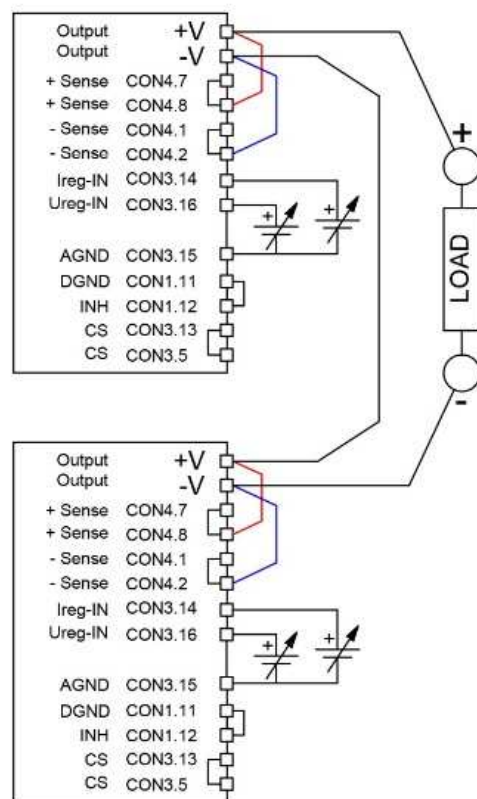 Output +V
Output -V
+ Sense CON4.7
+ Sense CON4.8
- Sense CON4.1
- Sense CON4.2
Ireg-IN CON3.14
Ureg-IN CON3.16
+ +
AGND CON3.15
DGND CON1.11
INH CON1.12
CS CON3.13
CS CON3.5
+
LOAD
-
Output +V
Output -V
+ Sense CON4.7
+ Sense CON4.8
- Sense CON4.1
- Sense CON4.2
Ireg-IN CON3.14
Ureg-IN CON3.16
+ +
AGND CON3.15
DGND CON1.11
INH CON1.12
CS CON3.13
CS CON3.5